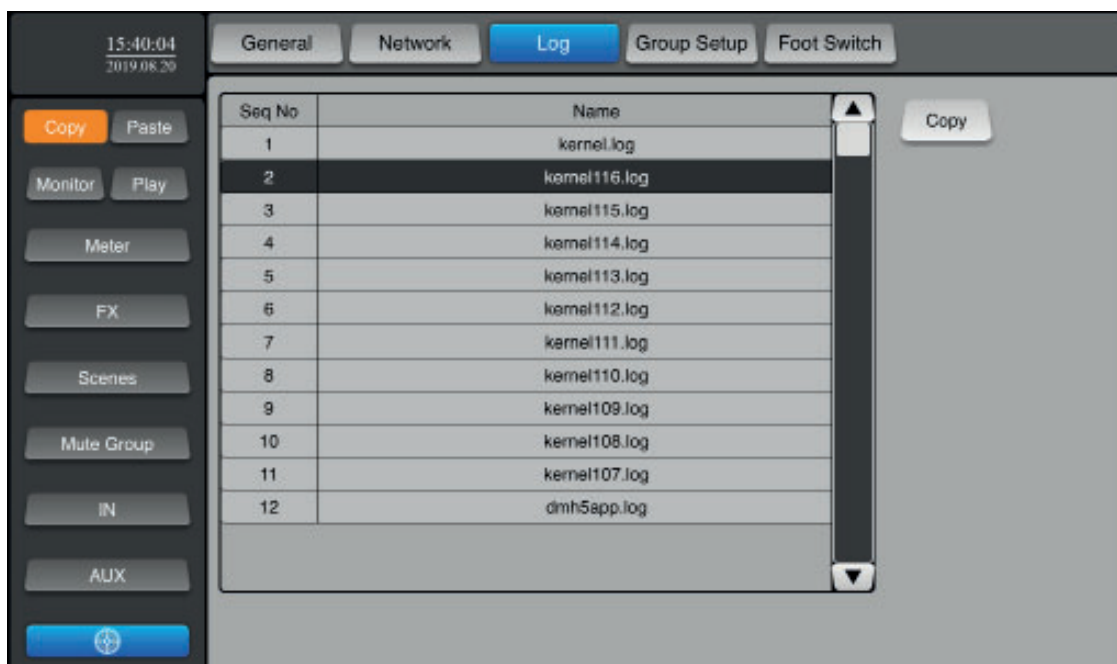 15:40:04
2019.08.20
General Network Log Group Setup Foot Switch
Copy Paste
Monitor Play
Meter
FX
Scenes
Mute Group
IN
AUX
Seq No Name
1 kernel.log
2 kernel116.log
3 kernel115.log
4 kernel114.log
5 kernel113.log
6 kernel112.log
7 kernel111.log
8 kernel110.log
9 kernel109.log
10 kernel108.log
11 kernel107.log
12 dmh5app.log
Copy